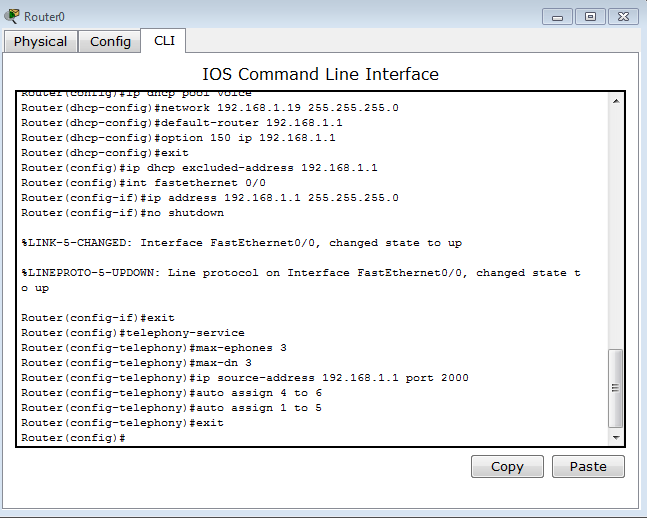 Router0
Physical Config CLI
IOS Command Line Interface
Router(config)#ip dhcp pool voice
Router(dhcp-config)#network 192.168.1.19 255.255.255.0
Router(dhcp-config)#default-router 192.168.1.1
Router(dhcp-config)#option 150 ip 192.168.1.1
Router(dhcp-config)#exit
Router(config)#ip dhcp excluded-address 192.168.1.1
Router(config)#int fastethernet 0/0
Router(config-if)#ip address 192.168.1.1 255.255.255.0
Router(config-if)#no shutdown
%LINK-5-CHANGED: Interface FastEthernet0/0, changed state to up
%LINEPROTO-5-UPDOWN: Line protocol on Interface FastEthernet0/0, changed state t
o up
Router(config-if)#exit
Router(config)#telephony-service
Router(config-telephony)#max-ephones 3
Router(config-telephony)#max-dn 3
Router(config-telephony)#ip source-address 192.168.1.1 port 2000
Router(config-telephony)#auto assign 4 to 6
Router(config-telephony)#auto assign 1 to 5
Router(config-telephony)#exit
Router(config)#
Copy Paste